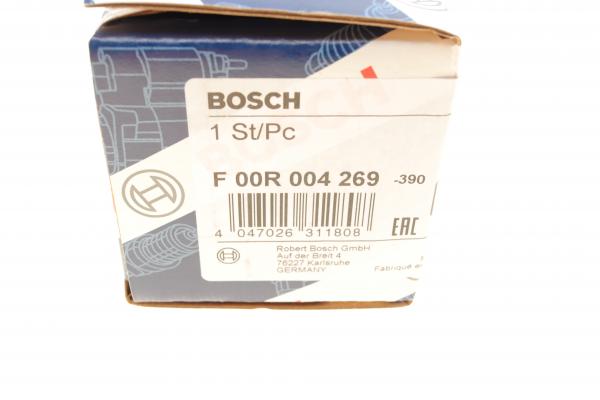 BOSCH
1 St/Pc
F 00R 004 269 -390
4 047026 311808
EAC
Robert Bosch GmbH
Auf der Breit 4
76227 Karlsruhe
GERMANY
Fabriqué